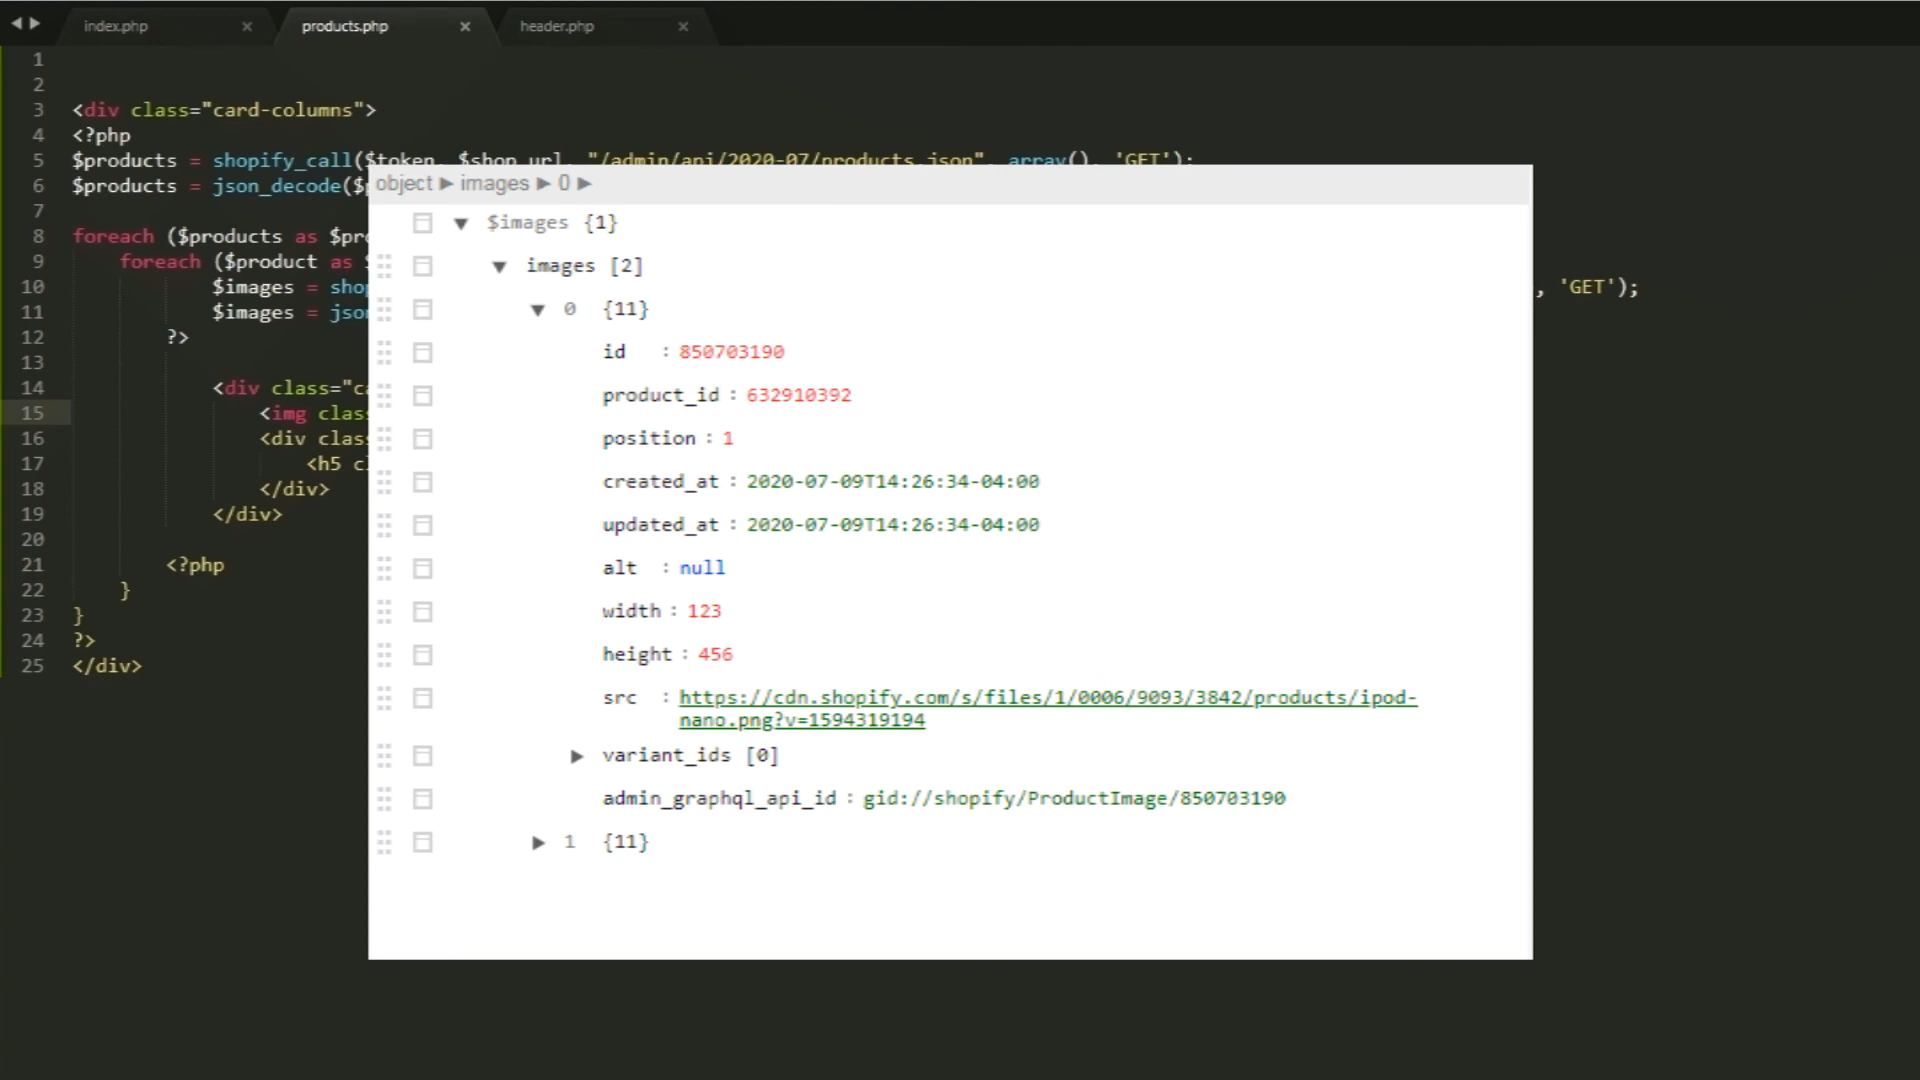 index.php × products.php × header.php ×
1
2
3 <div class="card-columns">
4 <?php
5 $products = shopify_call($token, $shop_url, "/admin/api/2020-07/products.json", array(), 'GET');
6 $products = json_decode($
7
8 foreach ($products as
9 foreach ($product as
10 $images = , 'GET');
11 $images =
12 ?>
13
14 <div class="
15 <img
16 <div
17 <h5
18 </div>
19 </div>
20
21 <?php
22 }
23 }
24 ?>
25 </div>
object ▶ images ▶ 0 ▶
▼ $images {1}
▼ images [2]
▼ 0 {11}
id : 850703190
product_id : 632910392
position : 1
created_at : 2020-07-09T14:26:34-04:00
updated_at : 2020-07-09T14:26:34-04:00
alt : null
width : 123
height : 456
src : https://cdn.shopify.com/s/files/1/0006/9093/3842/products/ipod-
nano.png?v=1594319194
▶ variant_ids [0]
admin_graphql_api_id : gid://shopify/ProductImage/850703190
▶ 1 {11}